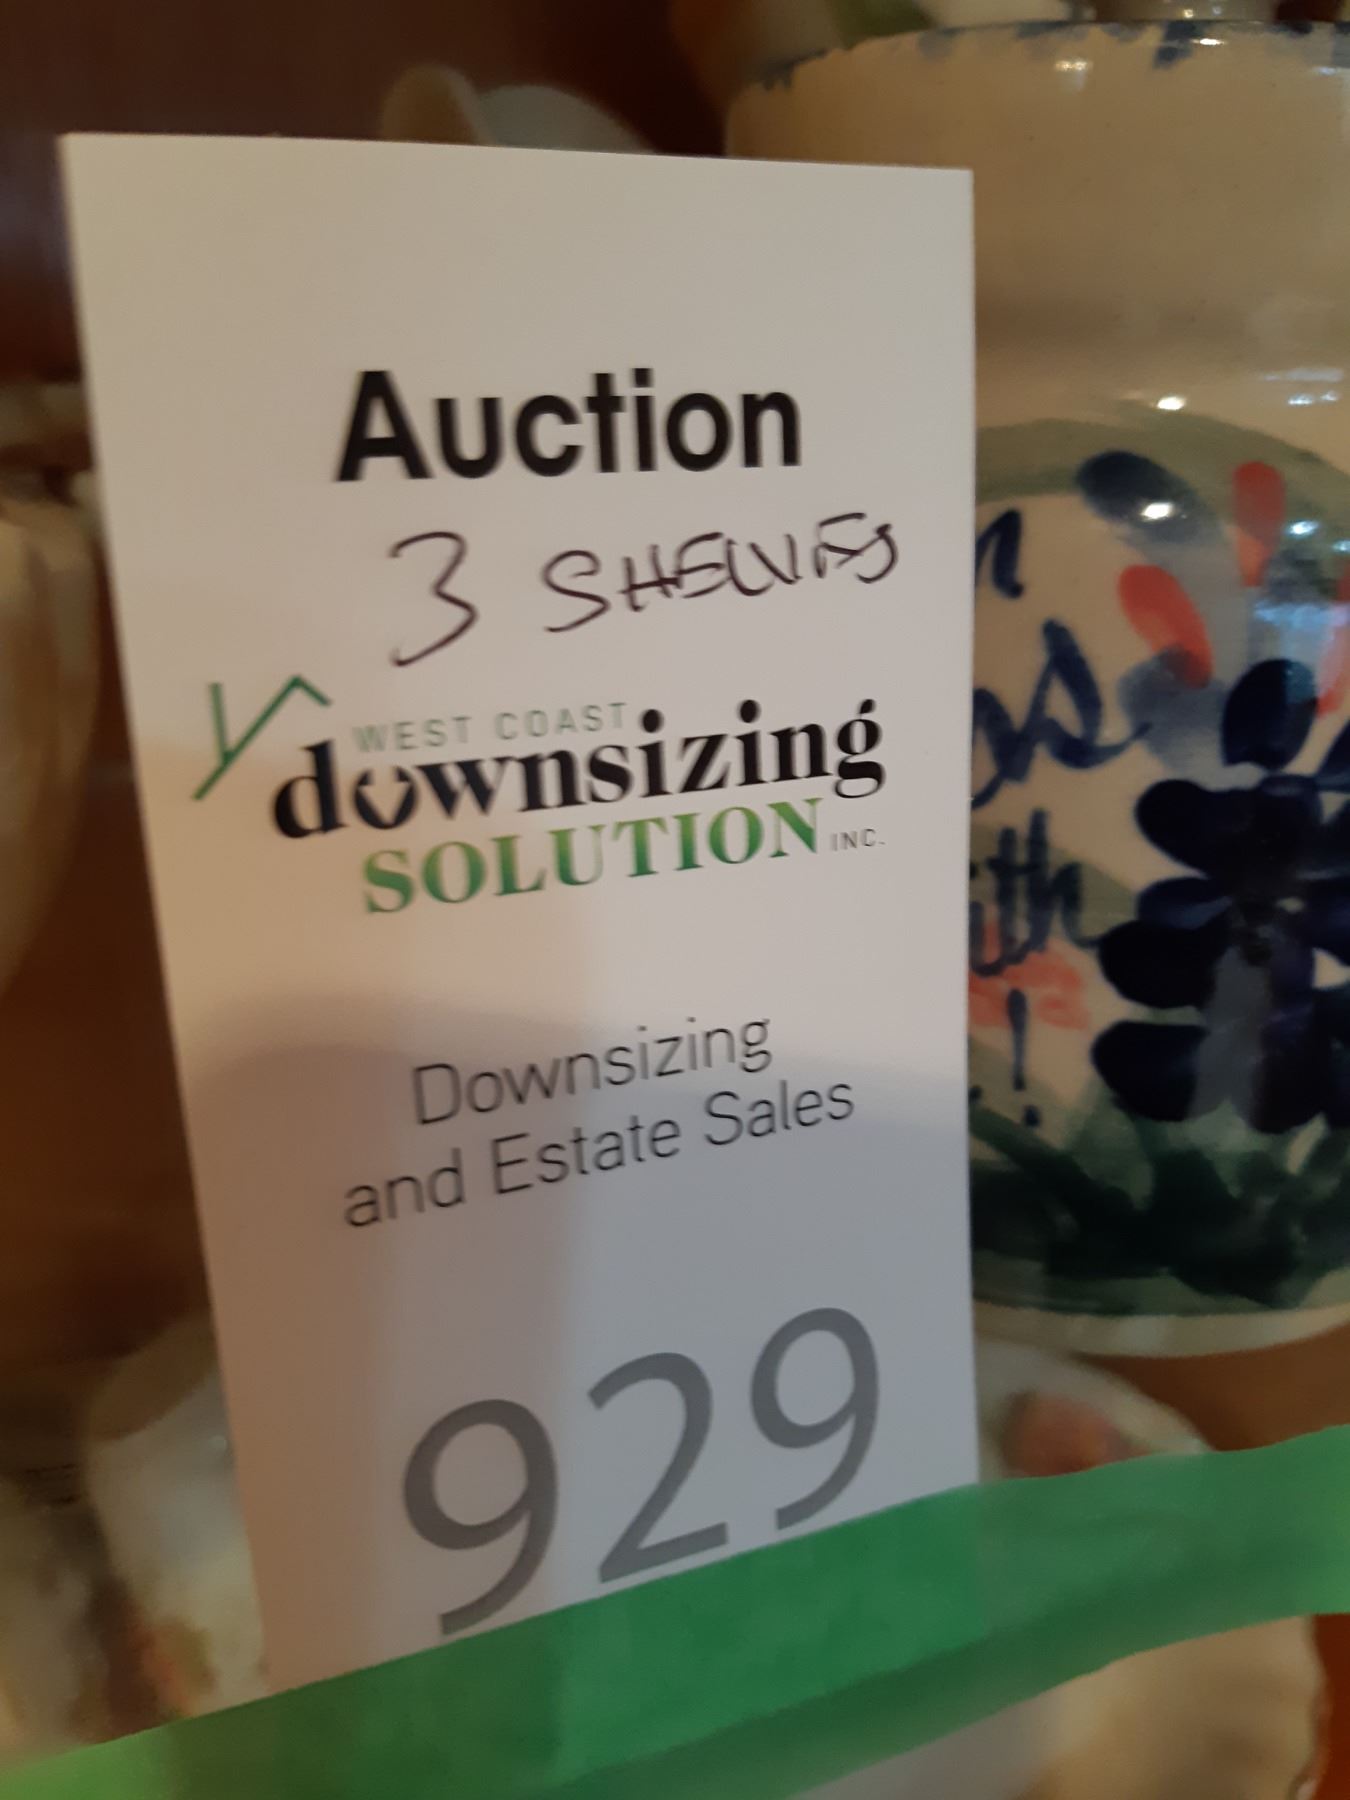 Auction
3 SHELVES
WEST COAST
downsizing
SOLUTION INC.
Downsizing
and Estate Sales
929